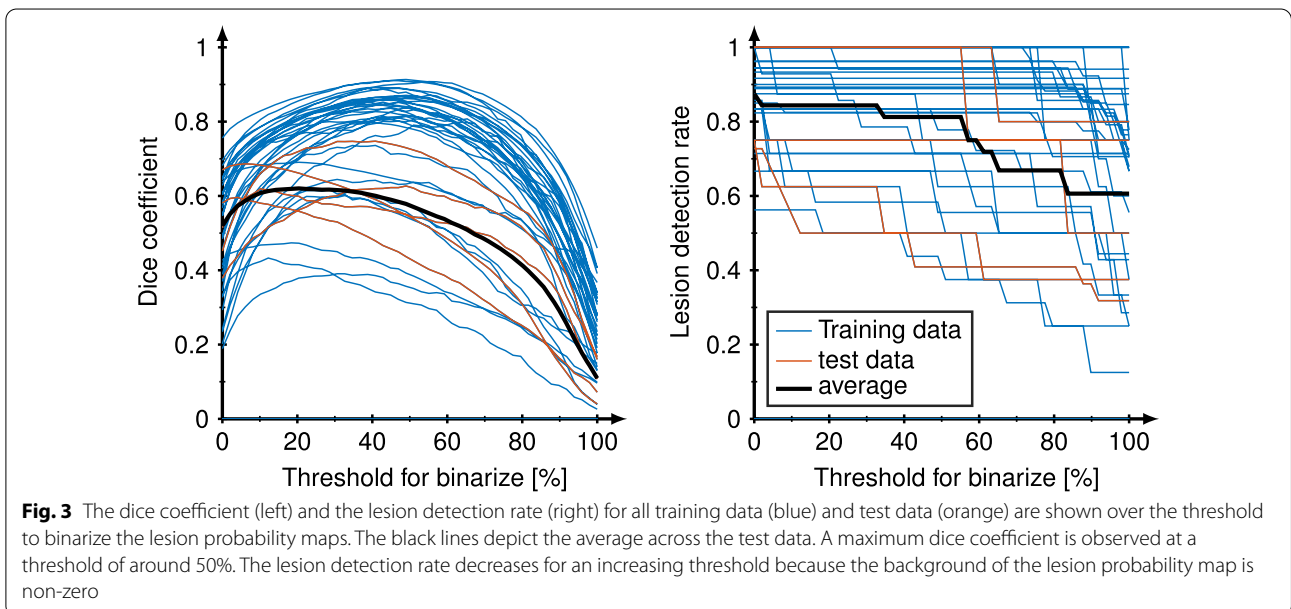 1
0.8
0.6
0.4
0.2
0
Dice coefficient
0 20 40 60 80 100
Threshold for binarize [%]
1
0.8
0.6
0.4
0.2
0
Lesion detection rate
Training data
test data
average
0 20 40 60 80 100
Threshold for binarize [%]
Fig. 3 The dice coefficient (left) and the lesion detection rate (right) for all training data (blue) and test data (orange) are shown over the threshold
to binarize the lesion probability maps. The black lines depict the average across the test data. A maximum dice coefficient is observed at a
threshold of around 50%. The lesion detection rate decreases for an increasing threshold because the background of the lesion probability map is
non-zero